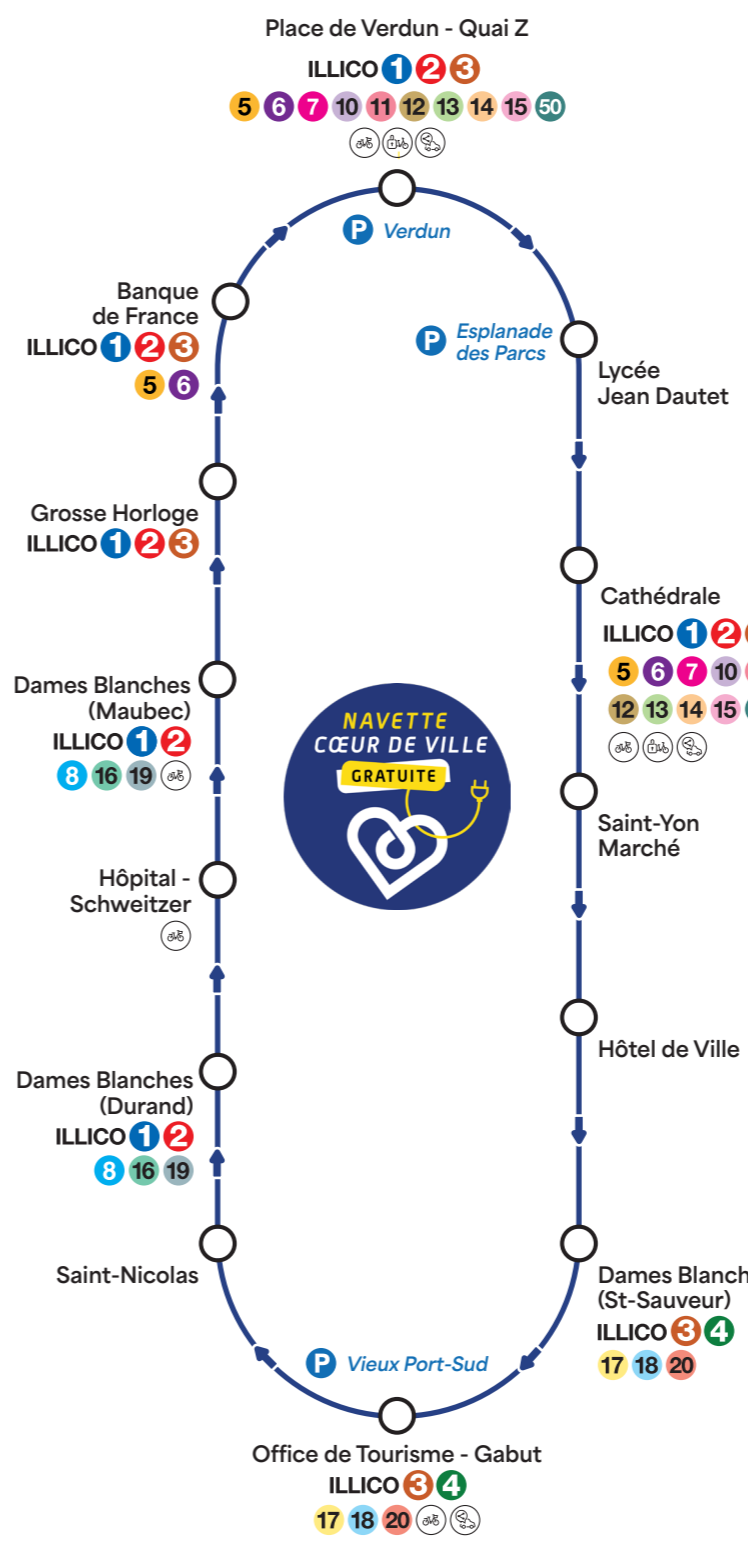 Place de Verdun - Quai Z
ILLICO 1 2 3
5 6 7 10 11 12 13 14 15 50
P Verdun
Banque
de France
ILLICO 1 2 3
5 6
P Esplanade
des Parcs
Lycée
Jean Dautet
Grosse Horloge
ILLICO 1 2 3
Cathédrale
ILLICO 1 2
5 6 7 10
12 13 14 15
Dames Blanches
(Maubec)
ILLICO 1 2
8 16 19
NAVETTE
CŒUR DE VILLE
GRATUITE
Saint-Yon
Marché
Hôpital -
Schweitzer
Hôtel de Ville
Dames Blanches
(Durand)
ILLICO 1 2
8 16 19
Saint-Nicolas
Dames Blanch
(St-Sauveur)
ILLICO 3 4
17 18 20
P Vieux Port-Sud
Office de Tourisme - Gabut
ILLICO 3 4
17 18 20